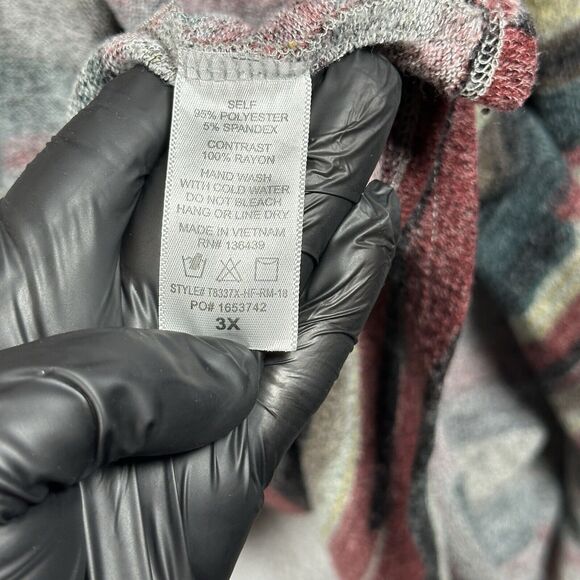 SELF
95% POLYESTER
5% SPANDEX
CONTRAST
100% RAYON
HAND WASH
WITH COLD WATER
DO NOT BLEACH
HANG OR LINE DRY
MADE IN VIETNAM
RN# 136439
STYLE# T8337X-HF-RM-18
PO# 1653742
3X